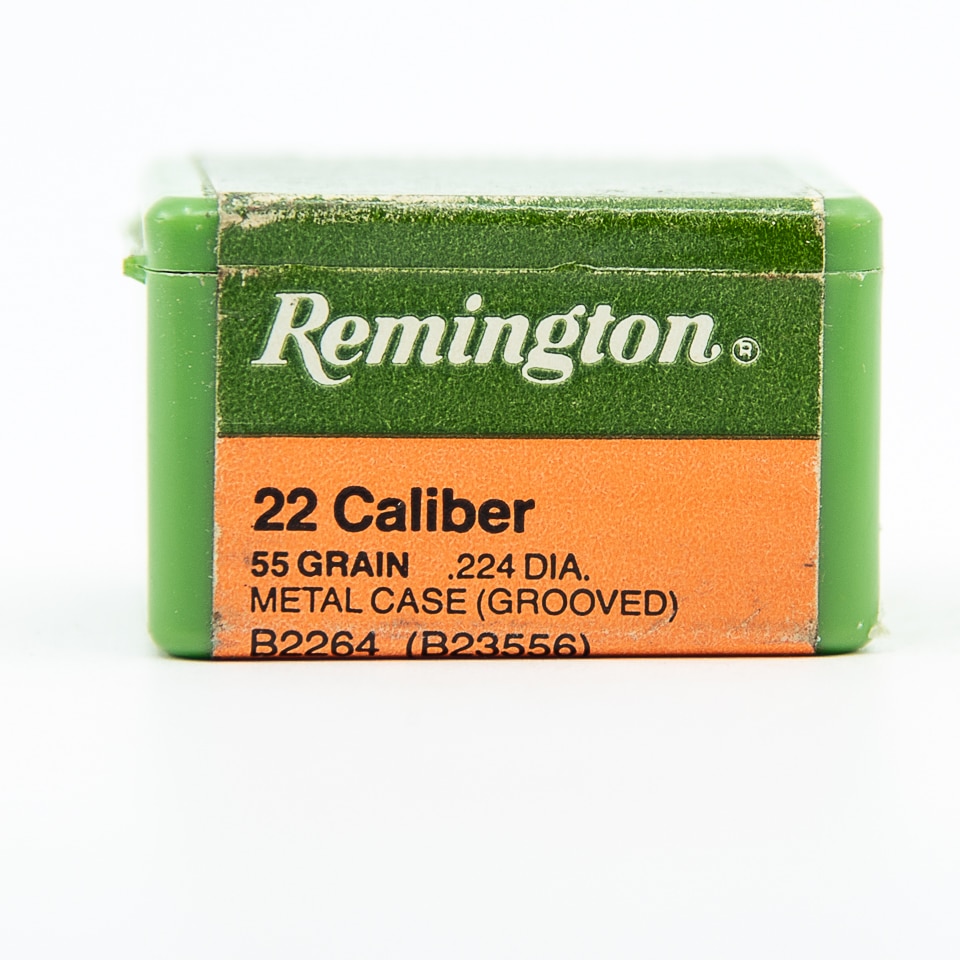 Remington®
22 Caliber
55 GRAIN .224 DIA.
METAL CASE (GROOVED)
B2264 (B23556)